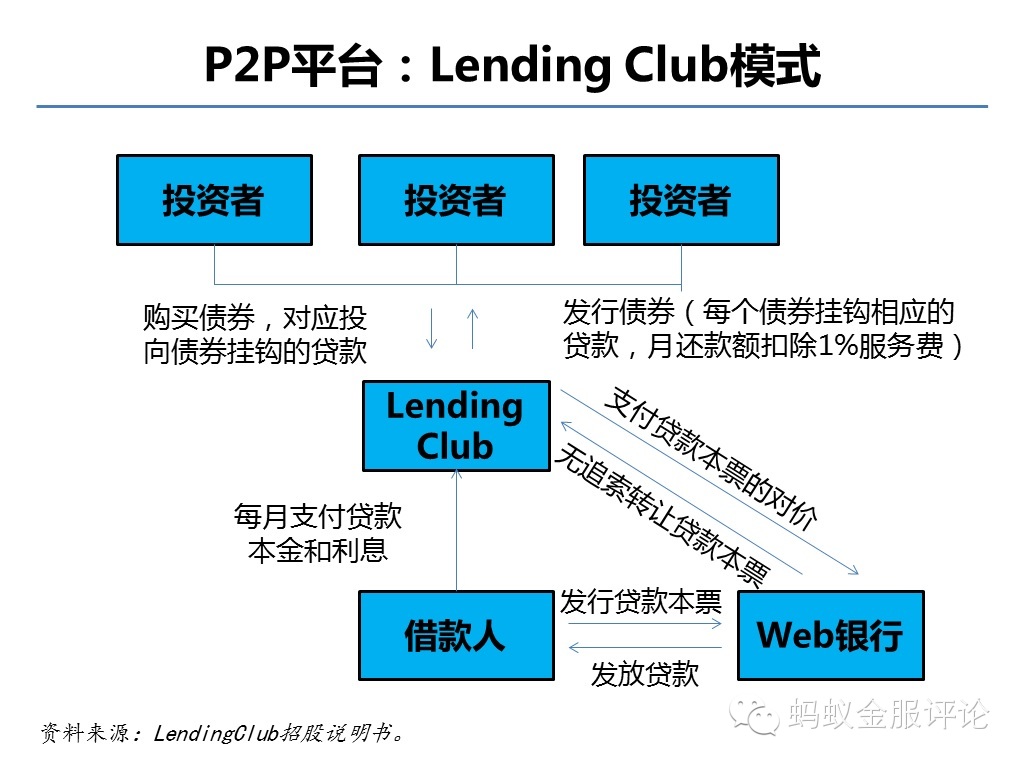 P2P平台：Lending Club模式
投资者
投资者
投资者
购买债券，对应投
向债券挂钩的贷款
发行债券（每个债券挂钩相应的
贷款，月还款额扣除1%服务费）
Lending
Club
支付贷款本票的对价
无追索转让贷款本票
每月支付贷款
本金和利息
借款人
发行贷款本票
发放贷款
Web银行
资料来源：LendingClub招股说明书。
蚂蚁金服评论